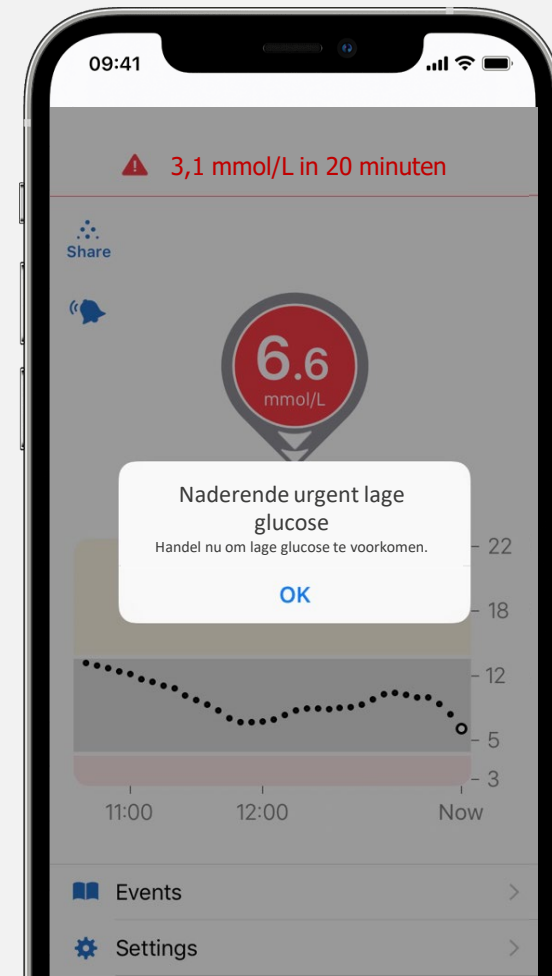 09:41
3,1 mmol/L in 20 minuten
Share
6.6
mmol/L
Naderende urgent lage
glucose
Handel nu om lage glucose te voorkomen.
OK
22
18
12
5
3
11:00 12:00 Now
Events
Settings